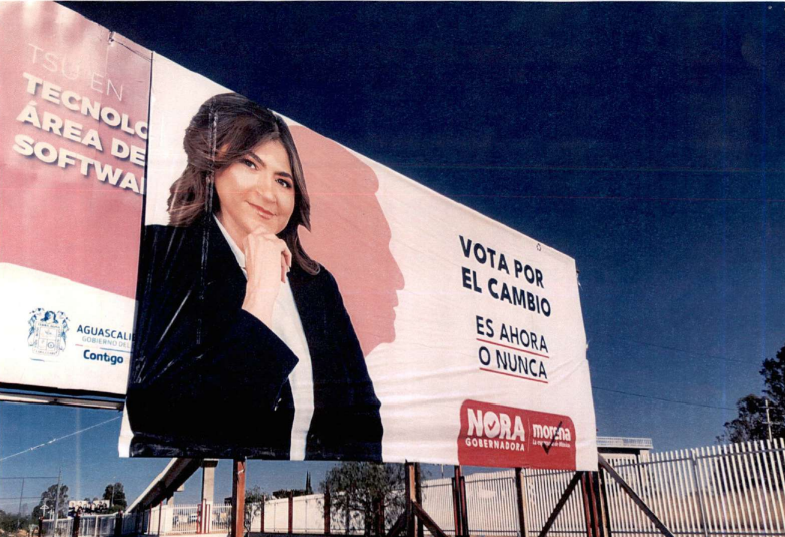 TSU EN
TECNOLO
ÁREA DE
SOFTWA
AGUASCALI
GOBIERNO DEL
Contigo
VOTA POR
EL CAMBIO
ES AHORA
O NUNCA
NORA
GOBERNADORA
morena